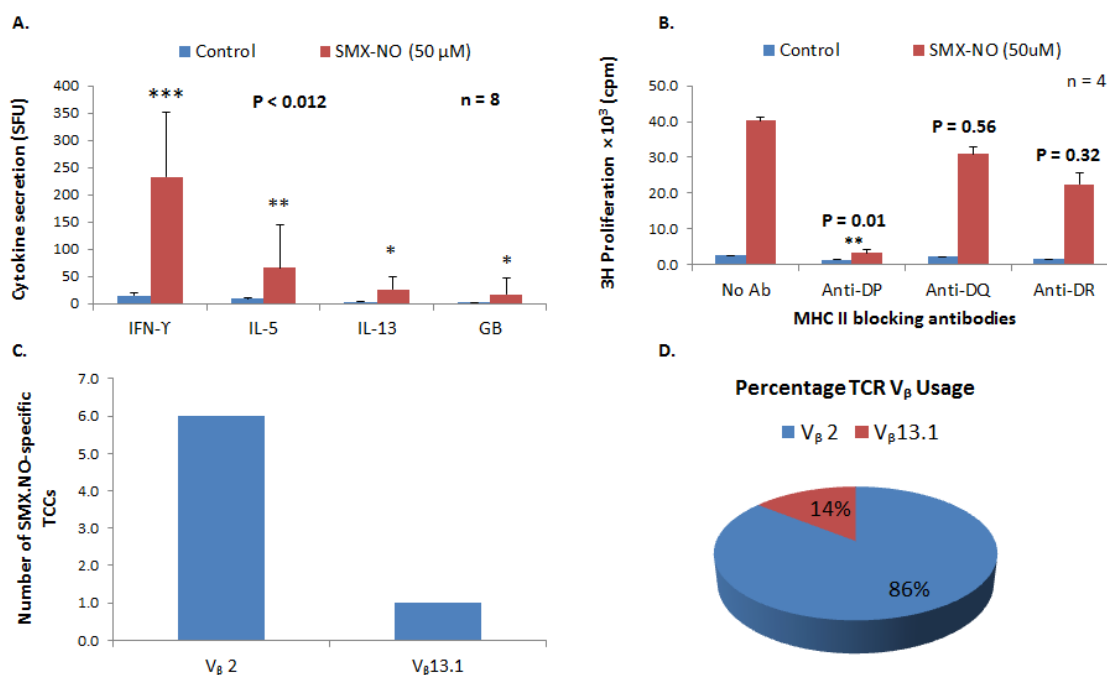 A.
Control SMX-NO (50 µM)
Cytokine secretion (SFU)
400
350
300
250
200
150
100
50
0
***
P < 0.012
n = 8
**
*
*
IFN-ϒ IL-5 IL-13 GB
B.
Control SMX-NO (50uM)
3H Proliferation ×10³ (cpm)
50.0
40.0
30.0
20.0
10.0
0.0
n = 4
P = 0.56
P = 0.32
P = 0.01
**
No Ab Anti-DP Anti-DQ Anti-DR
MHC II blocking antibodies
C.
Number of SMX.NO-specific
TCCs
7.0
6.0
5.0
4.0
3.0
2.0
1.0
0.0
Vᵦ 2 Vᵦ13.1
D.
Percentage TCR Vᵦ Usage
Vᵦ 2 Vᵦ13.1
14%
86%